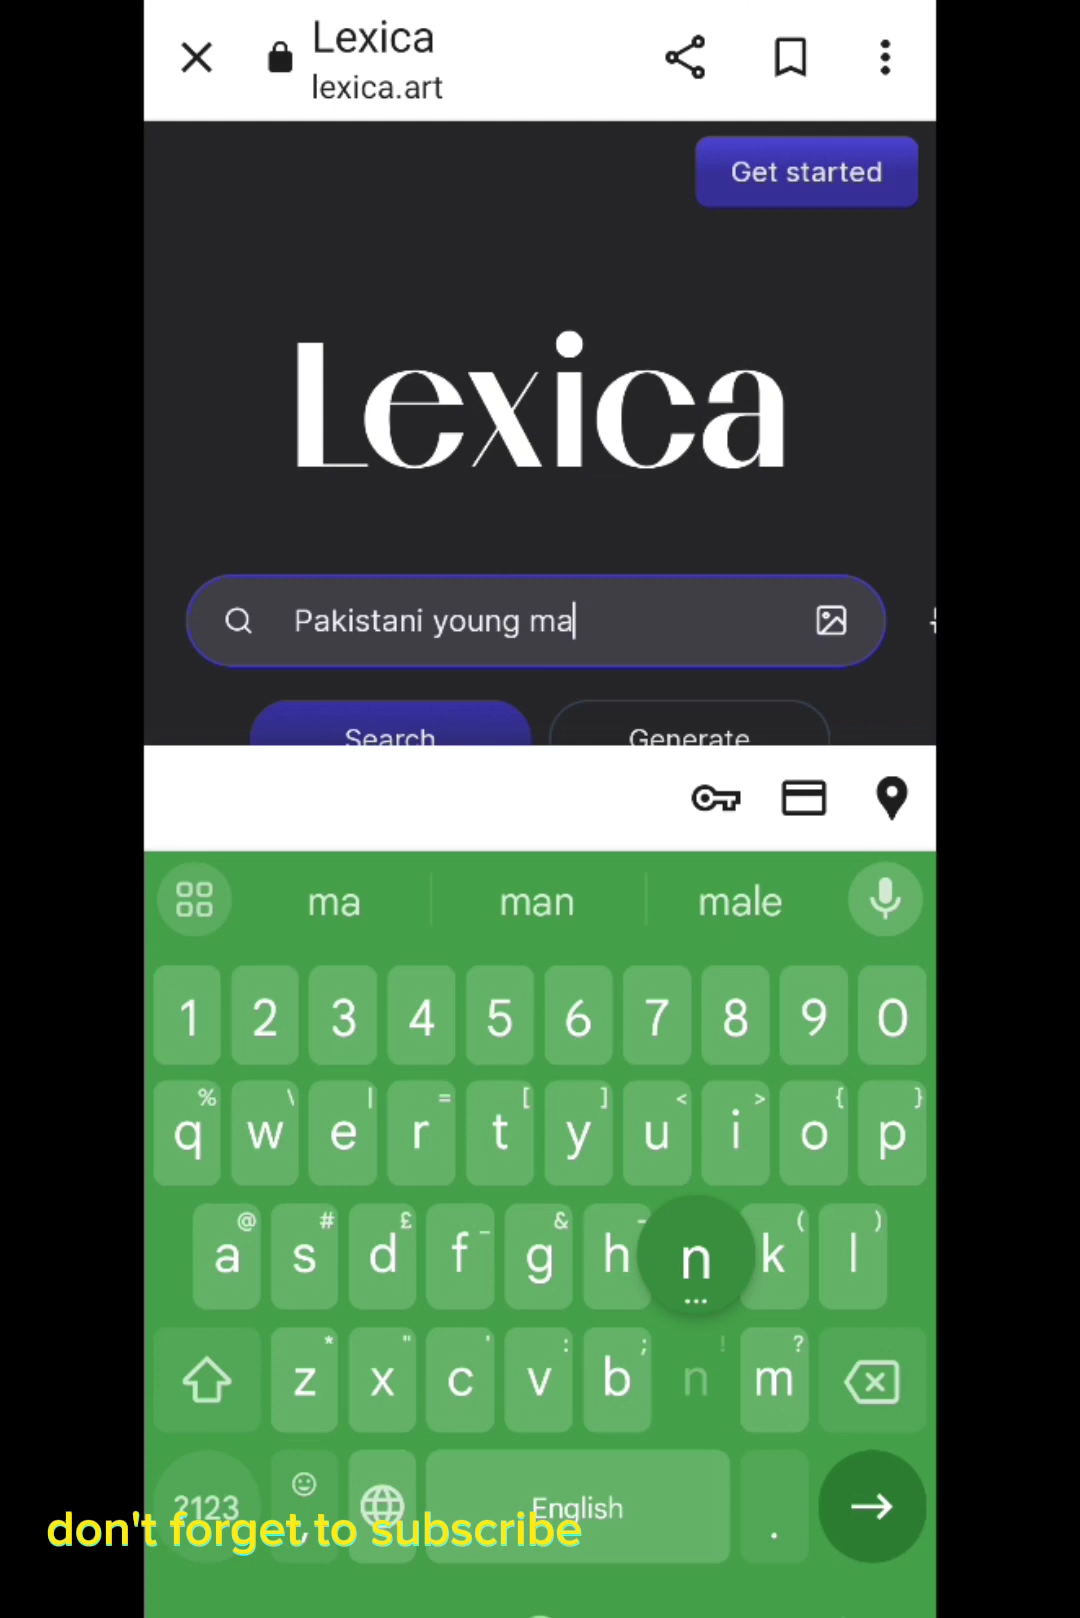 Lexica
lexica.art
Get started
Lexica
Pakistani young ma
Search
Generate
ma man male
1 2 3 4 5 6 7 8 9 0
% \ | = [ ] < > { }
q w e r t y u i o p
@ # £ _ & - ( )
a s d f g h n k l
...
* " ' : ; ! ?
z x c v b n m
?123 , English .
don't forget to subscribe